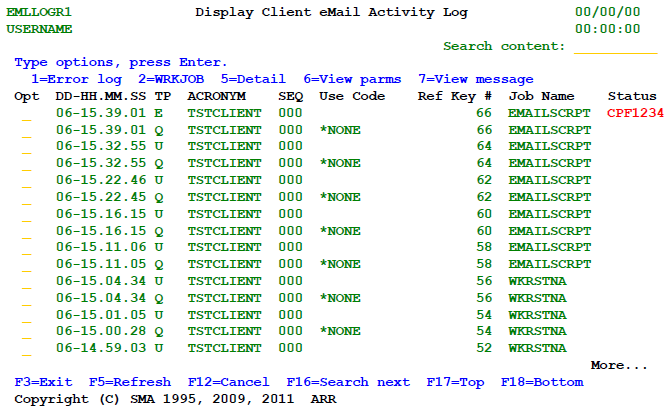 EMLLOGR1 Display Client eMail Activity Log 00/00/00
USERNAME 00:00:00
Search content: __________
Type options, press Enter.
1=Error log 2=WRKJOB 5=Detail 6=View parms 7=View message
Opt DD-HH.MM.SS TP ACRONYM SEQ Use Code Ref Key # Job Name Status
_ 06-15.39.01 E TSTCLIENT 000 66 EMAILSCRPT CPF1234
_ 06-15.39.01 Q TSTCLIENT 000 *NONE 66 EMAILSCRPT
_ 06-15.32.55 U TSTCLIENT 000 64 EMAILSCRPT
_ 06-15.32.55 Q TSTCLIENT 000 *NONE 64 EMAILSCRPT
_ 06-15.22.46 U TSTCLIENT 000 62 EMAILSCRPT
_ 06-15.22.45 Q TSTCLIENT 000 *NONE 62 EMAILSCRPT
_ 06-15.16.15 U TSTCLIENT 000 60 EMAILSCRPT
_ 06-15.16.15 Q TSTCLIENT 000 *NONE 60 EMAILSCRPT
_ 06-15.11.06 U TSTCLIENT 000 58 EMAILSCRPT
_ 06-15.11.05 Q TSTCLIENT 000 *NONE 58 EMAILSCRPT
_ 06-15.04.34 U TSTCLIENT 000 56 WKRSTNA
_ 06-15.04.34 Q TSTCLIENT 000 *NONE 56 WKRSTNA
_ 06-15.01.05 U TSTCLIENT 000 54 WKRSTNA
_ 06-15.00.28 Q TSTCLIENT 000 *NONE 54 WKRSTNA
_ 06-14.59.03 U TSTCLIENT 000 52 WKRSTNA
More...
F3=Exit F5=Refresh F12=Cancel F16=Search next F17=Top F18=Bottom
Copyright (C) SMA 1995, 2009, 2011 ARR